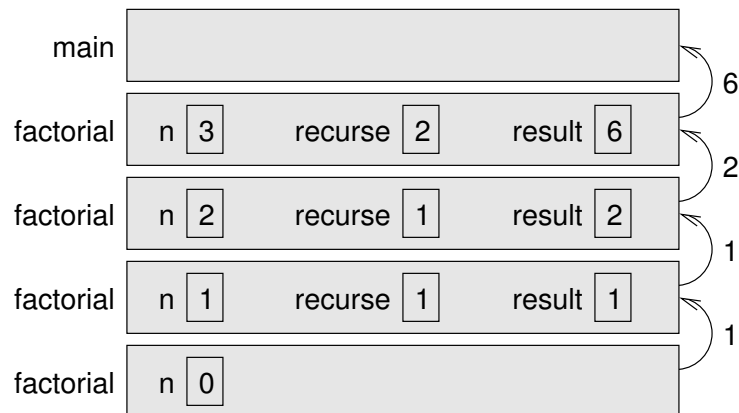 main
6
factorial n 3 recurse 2 result 6
2
factorial n 2 recurse 1 result 2
1
factorial n 1 recurse 1 result 1
1
factorial n 0